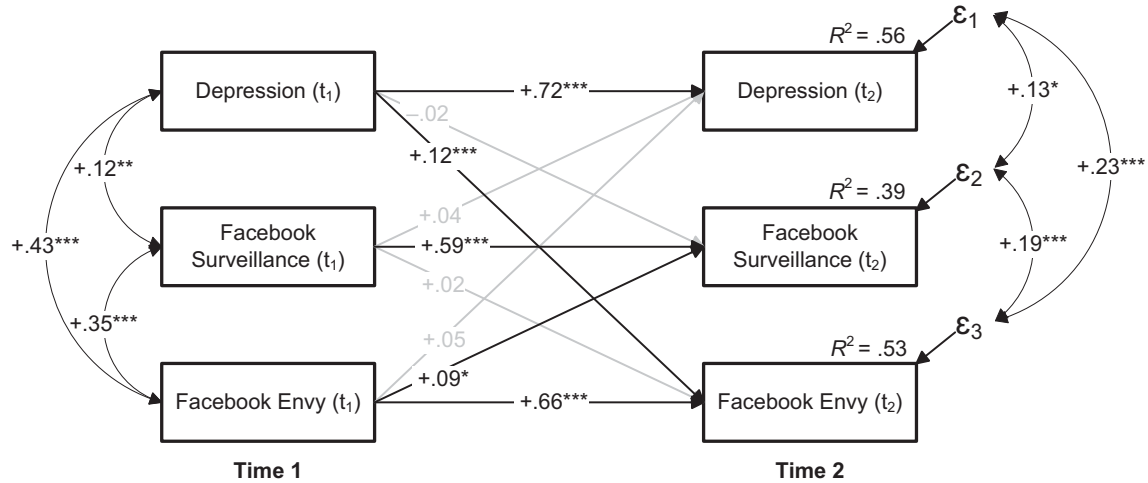 ε1
R² = .56
Depression (t1)
+.72***
Depression (t2)
+.13*
–.02
+.12***
+.12**
+.23***
ε2
R² = .39
+.04
Facebook
Surveillance (t1)
+.59***
Facebook
Surveillance (t2)
+.43***
+.19***
+.02
+.35***
ε3
+.05
R² = .53
+.09*
Facebook Envy (t1)
+.66***
Facebook Envy (t2)
Time 1
Time 2